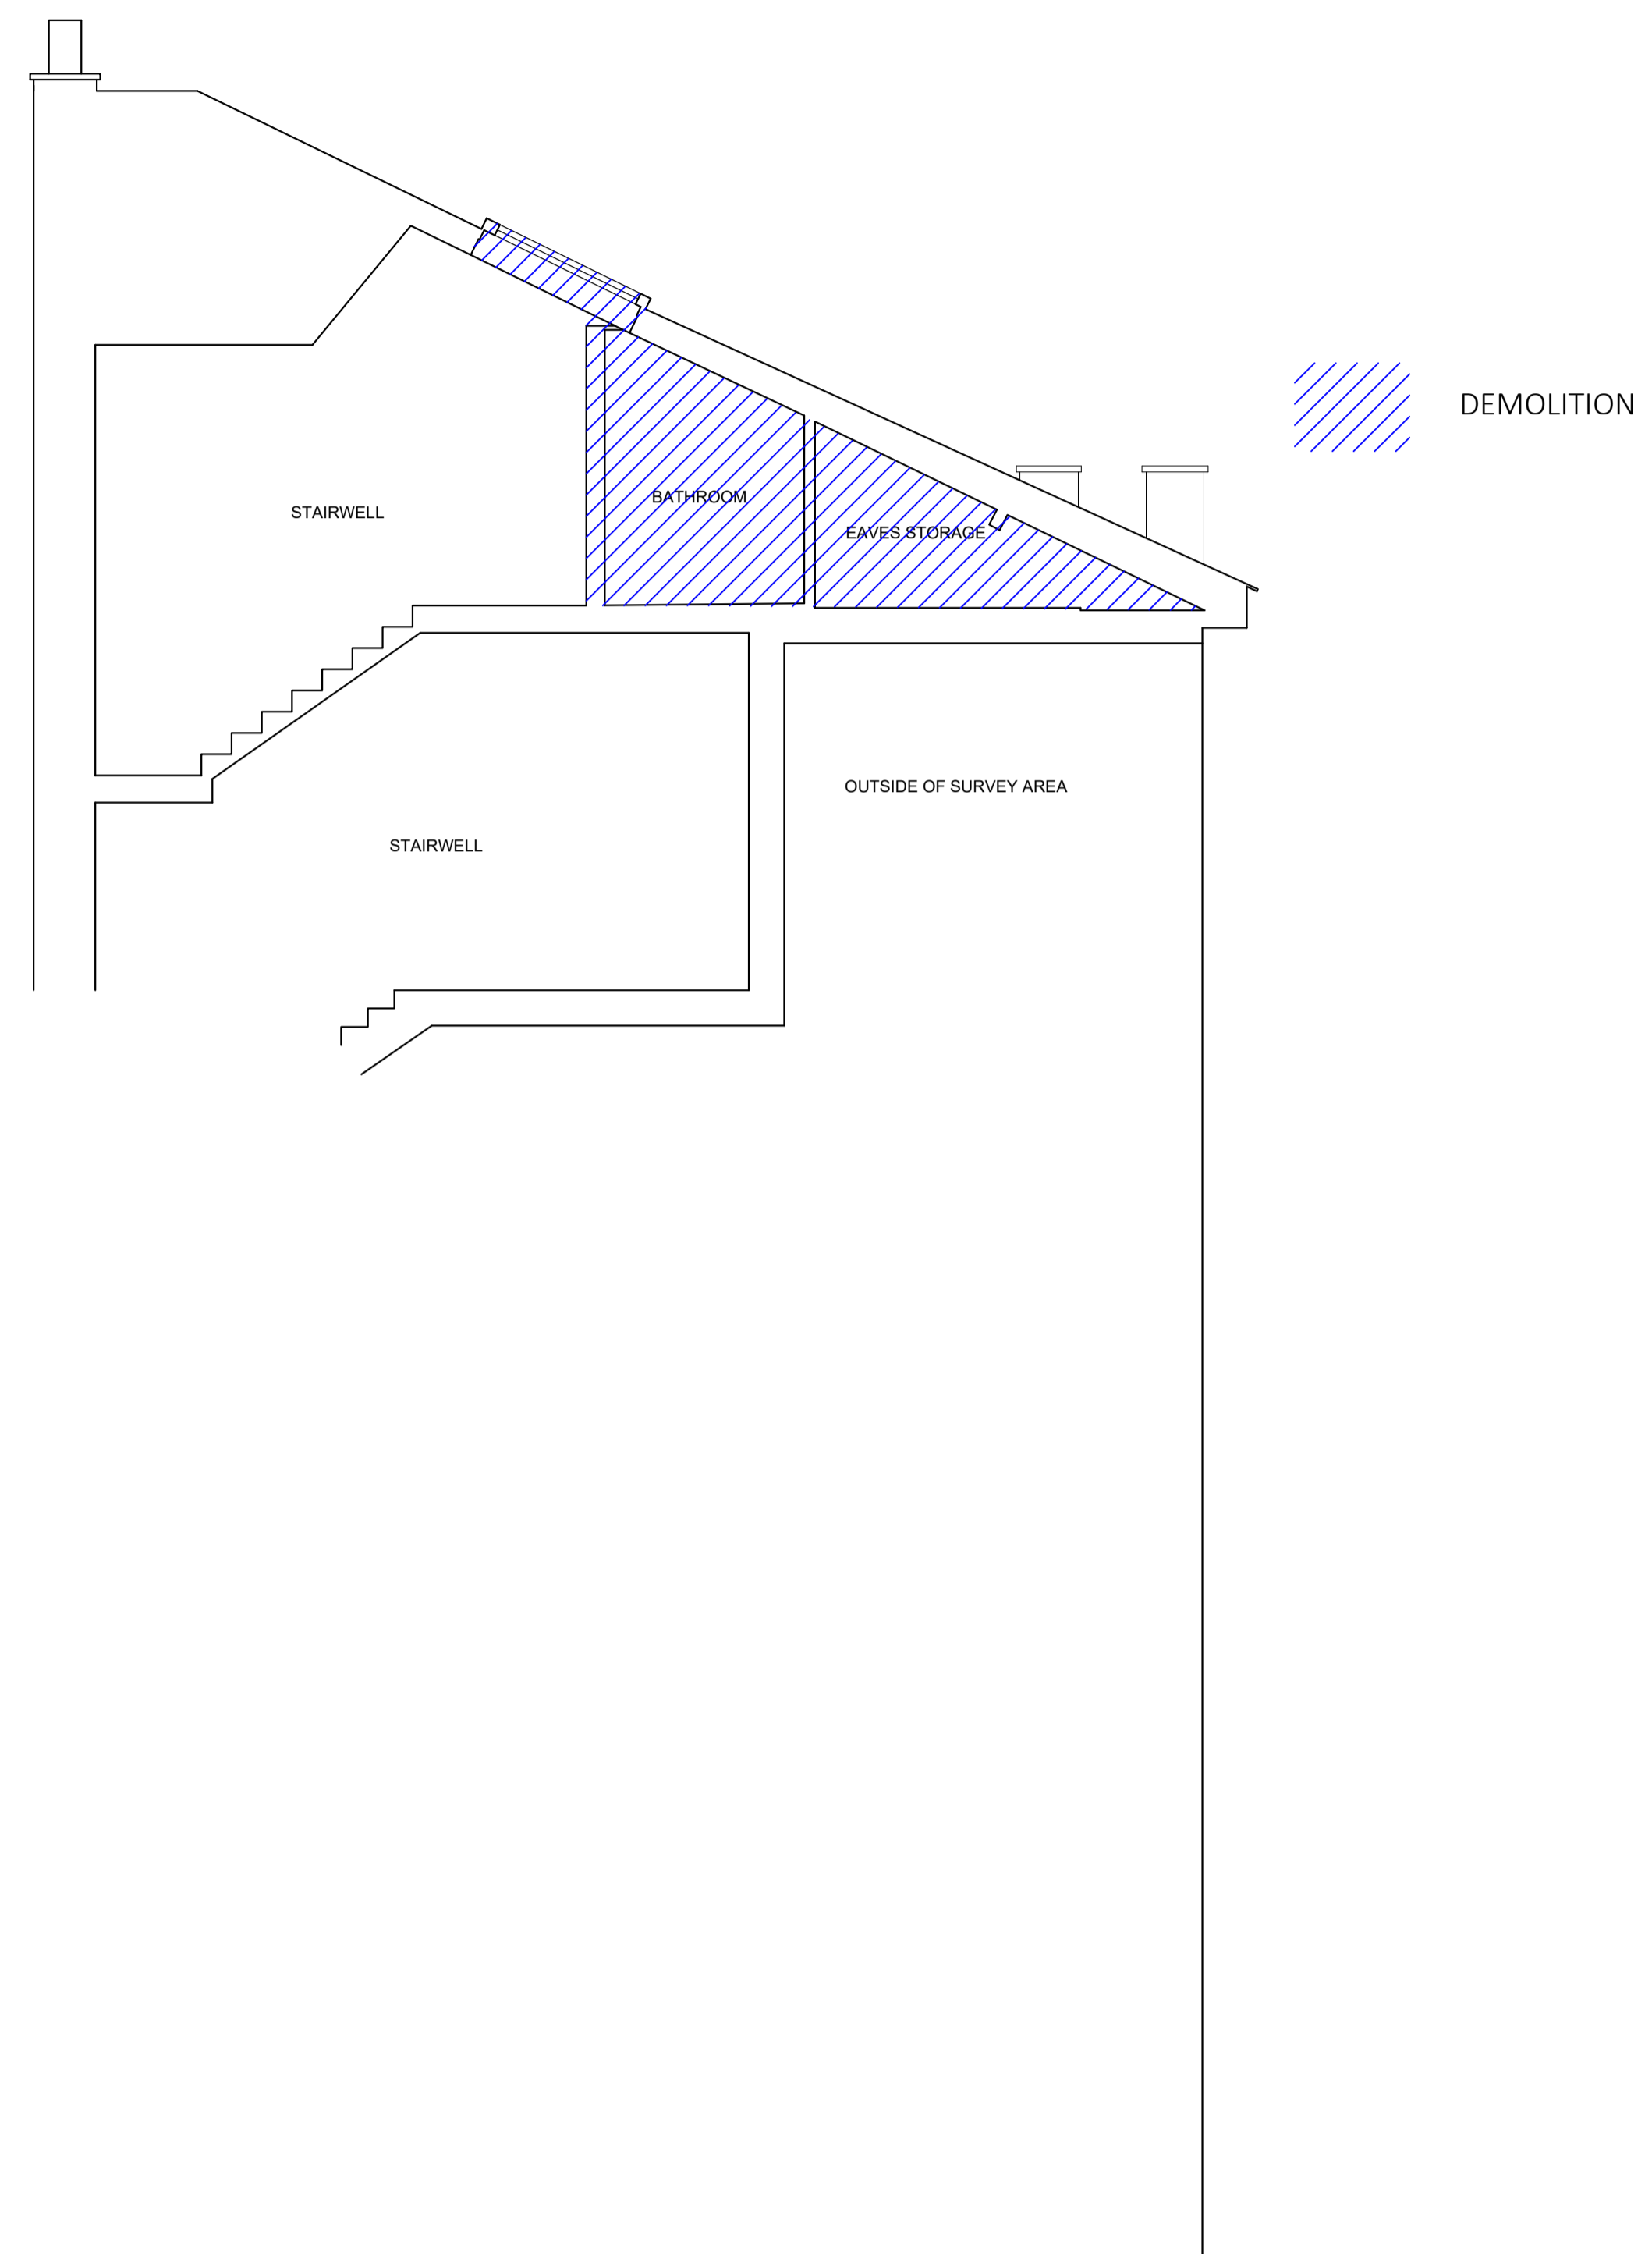 DEMOLITION
BATHROOM
STAIRWELL
EAVES STORAGE
OUTSIDE OF SURVEY AREA
STAIRWELL